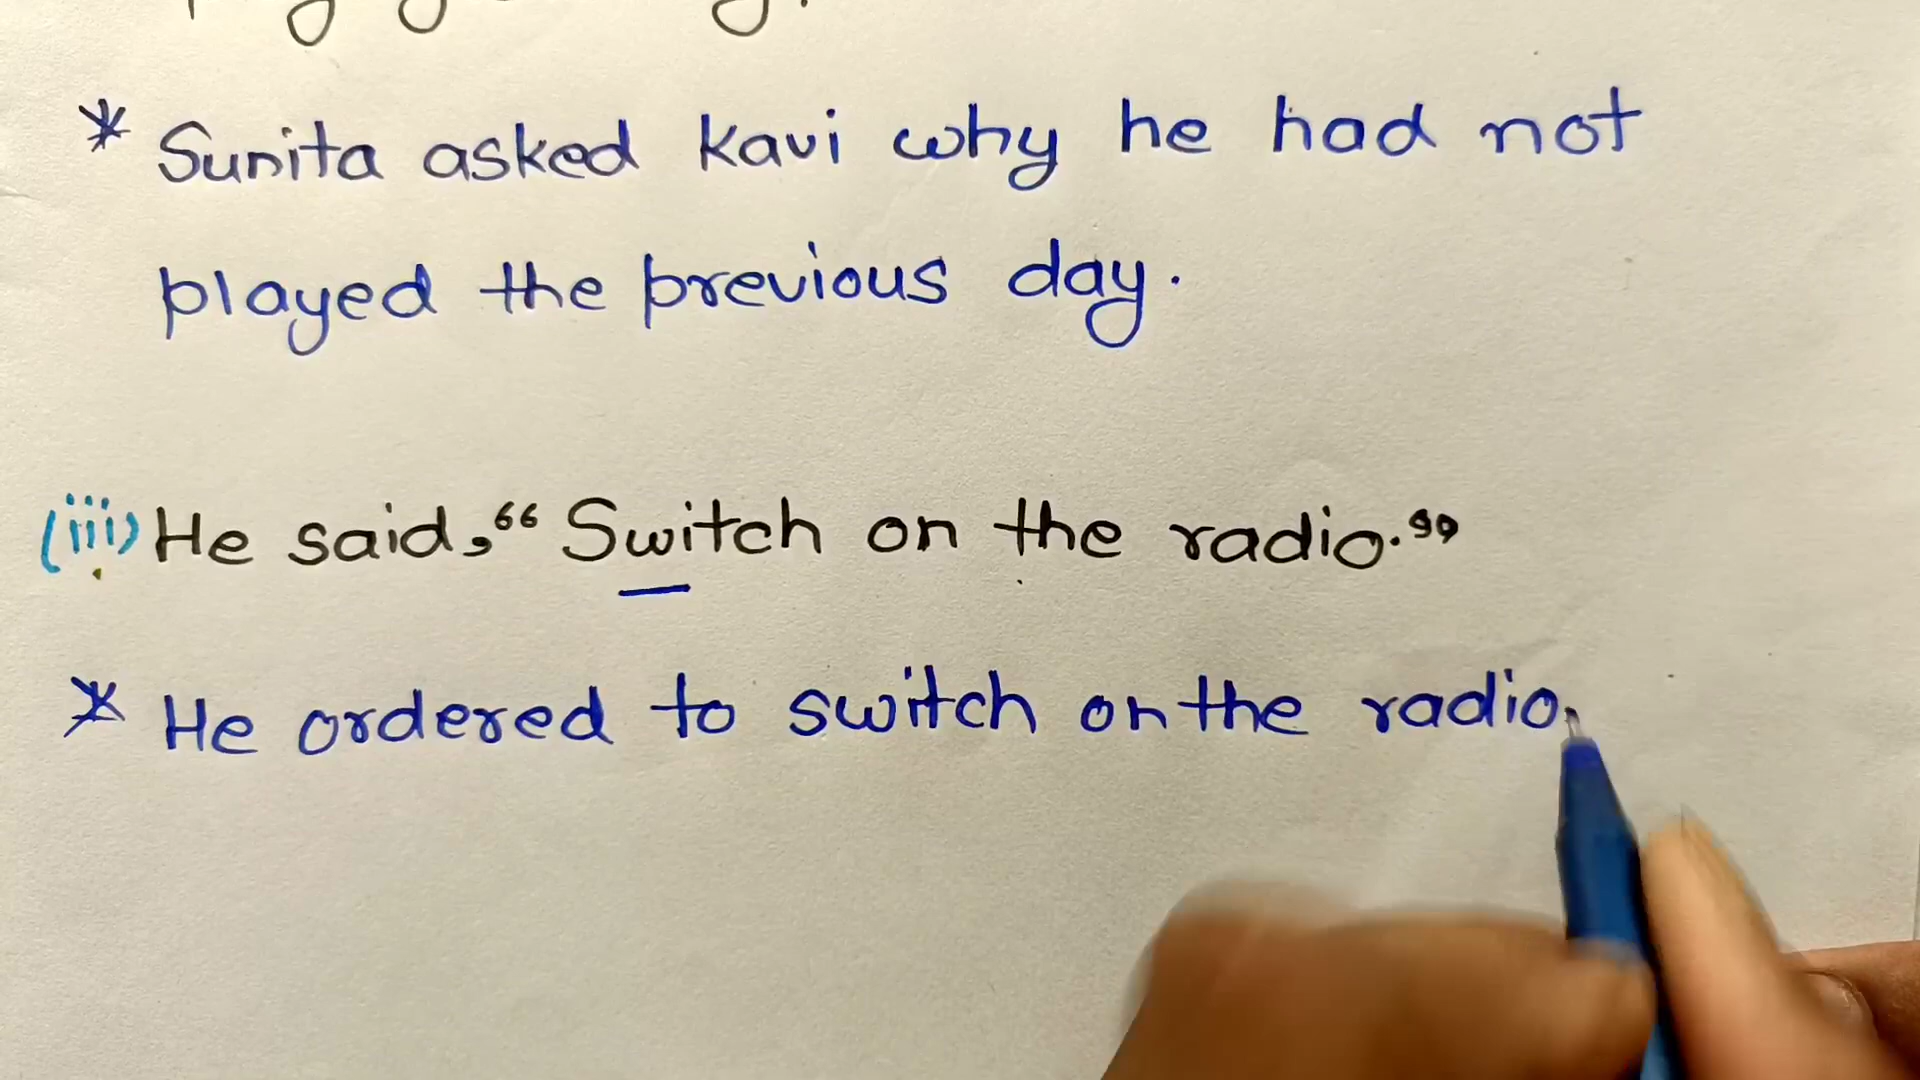 * Sunita asked Kavi why he had not
played the previous day.
(iii) He said, “Switch on the radio.”
* He ordered to switch on the radio.